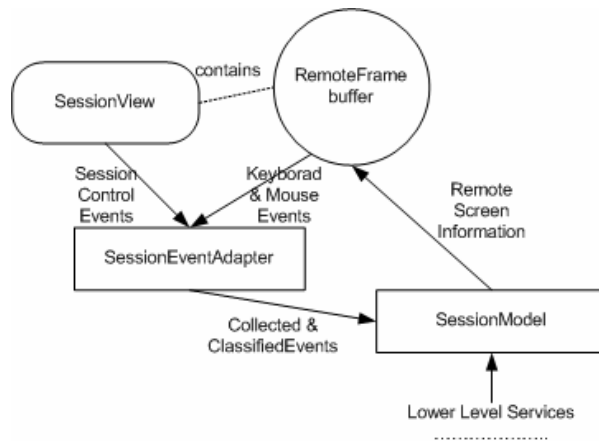 contains
RemoteFrame
buffer
SessionView
Session
Control
Events
Keyborad
& Mouse
Events
Remote
Screen
Information
SessionEventAdapter
Collected &
ClassifiedEvents
SessionModel
Lower Level Services